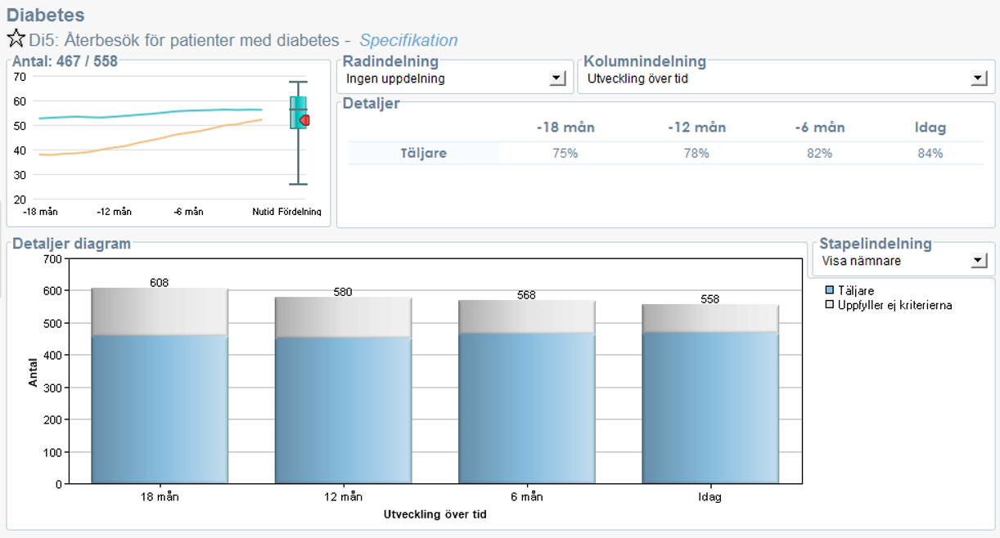 Diabetes
Di5: Återbesök för patienter med diabetes - Specifikation
Antal: 467 / 558
70
60
50
40
30
20
-18 mån -12 mån -6 mån Nutid Fördelning
Radindelning
Ingen uppdelning
Kolumnindelning
Utveckling över tid
Detaljer
-18 mån -12 mån -6 mån Idag
Täljare 75% 78% 82% 84%
Detaljer diagram
700
600
500
400
300
200
100
0
Antal
608 580 568 558
18 mån 12 mån 6 mån Idag
Utveckling över tid
Stapelindelning
Visa nämnare
Täljare
Uppfyller ej kriterierna